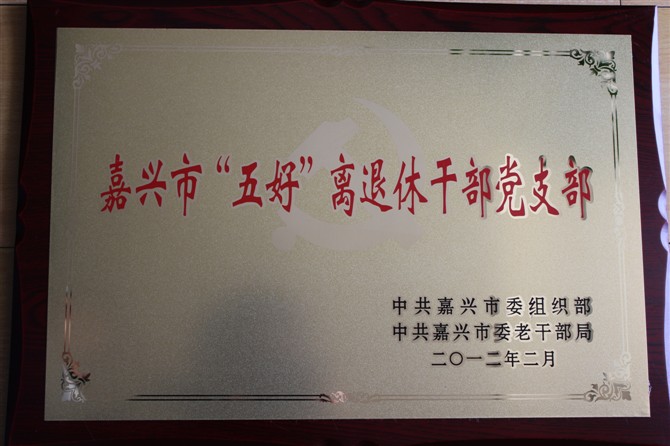 嘉兴市“五好”离退休干部党支部
中共嘉兴市委组织部
中共嘉兴市委老干部局
二〇一二年二月